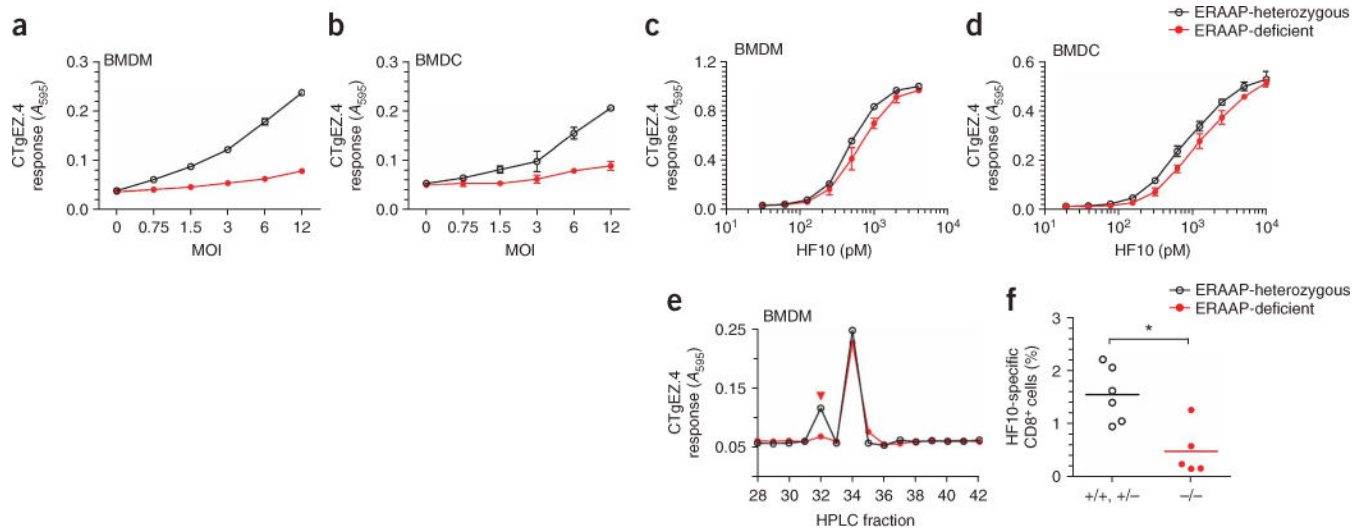 a
BMDM
CTgEZ.4
response (A595)
0.3
0.2
0.1
0.0
0
0.75
1.5
3
6
12
MOI
b
BMDC
CTgEZ.4
response (A595)
0.3
0.2
0.1
0.0
0
0.75
1.5
3
6
12
MOI
c
BMDM
CTgEZ.4
response (A595)
1.2
0.8
0.4
0.0
10¹ 10² 10³ 10⁴
HF10 (pM)
ERAAP-heterozygous
ERAAP-deficient
d
BMDC
CTgEZ.4
response (A595)
0.6
0.4
0.2
0.0
10¹ 10² 10³ 10⁴
HF10 (pM)
e
BMDM
CTgEZ.4
response (A595)
0.25
0.15
0.05
28 30 32 34 36 38 40 42
HPLC fraction
f
ERAAP-heterozygous
ERAAP-deficient
HF10-specific
CD8⁺ cells (%)
3
2
1
0
*
+/+, +/– –/–